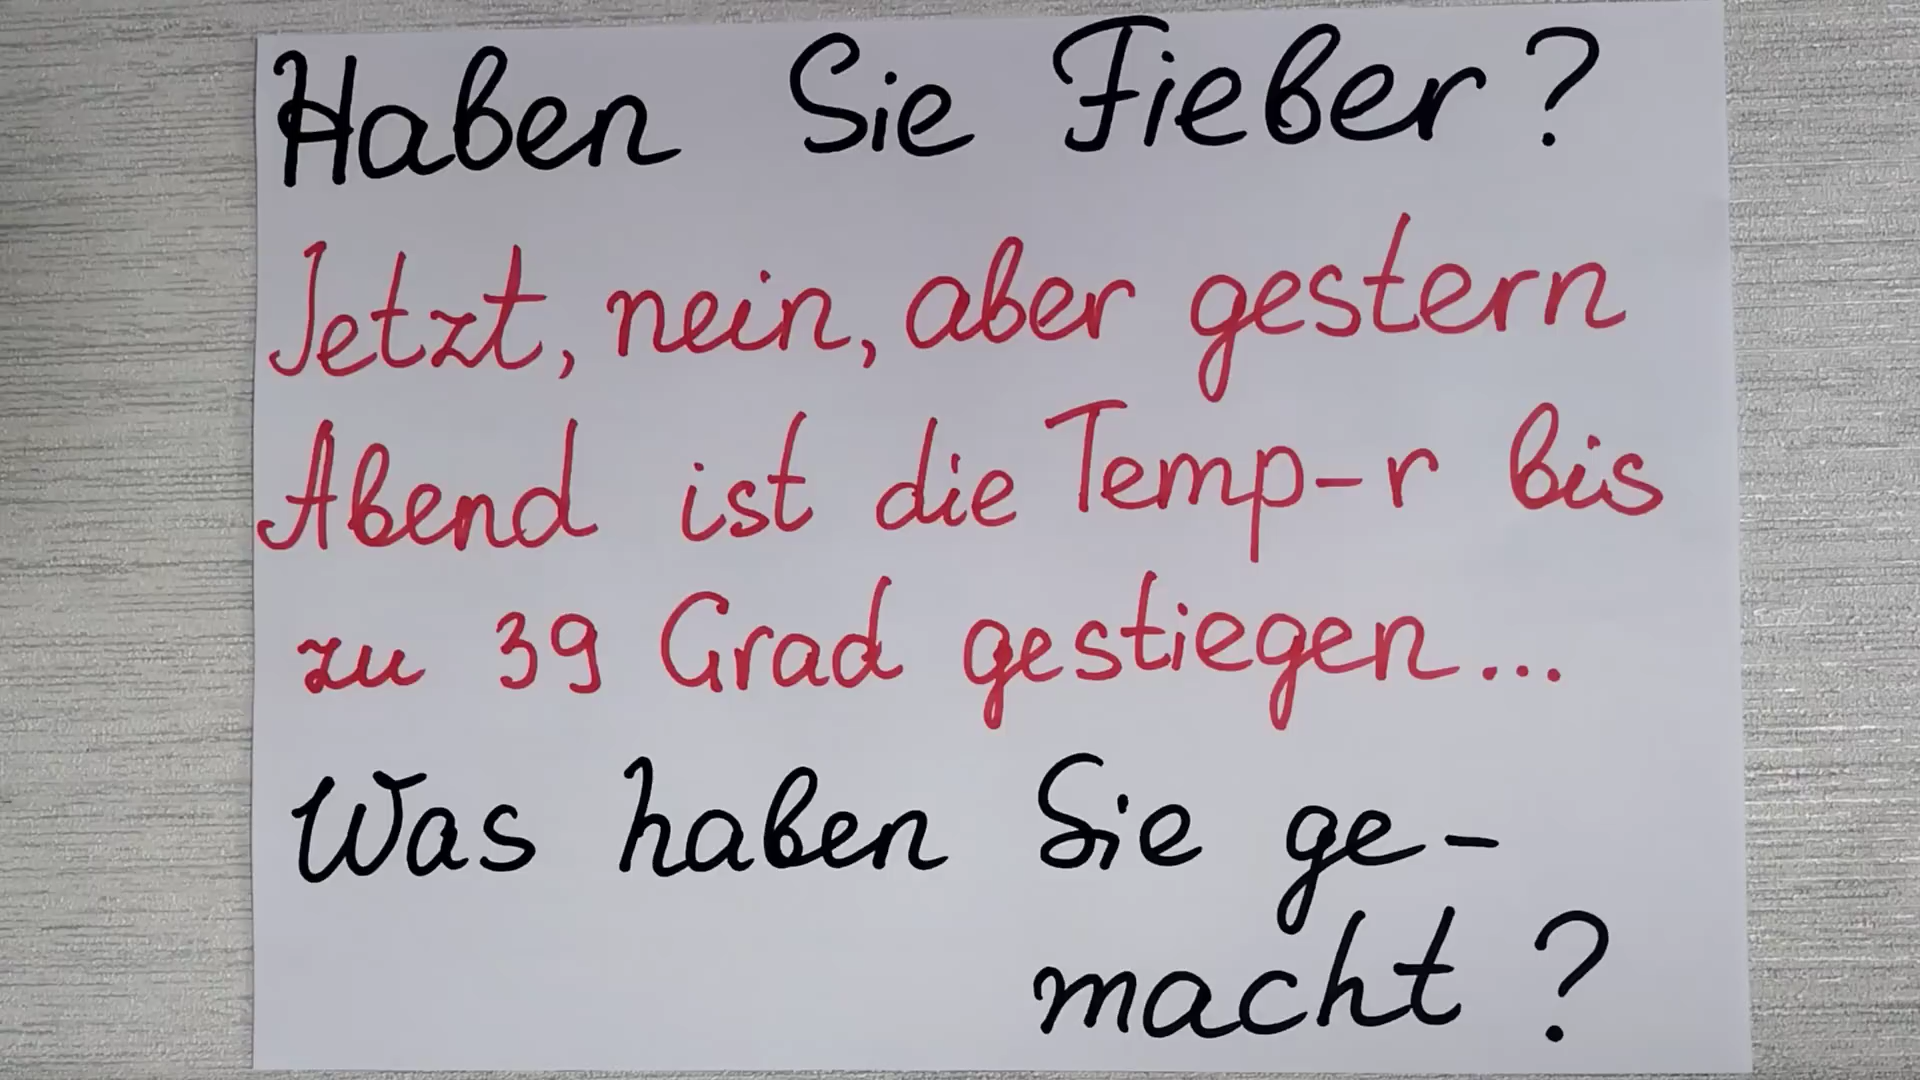 Haben Sie Fieber?
Jetzt, nein, aber gestern
Abend ist die Temp-r bis
zu 39 Grad gestiegen...
Was haben Sie ge-
macht?